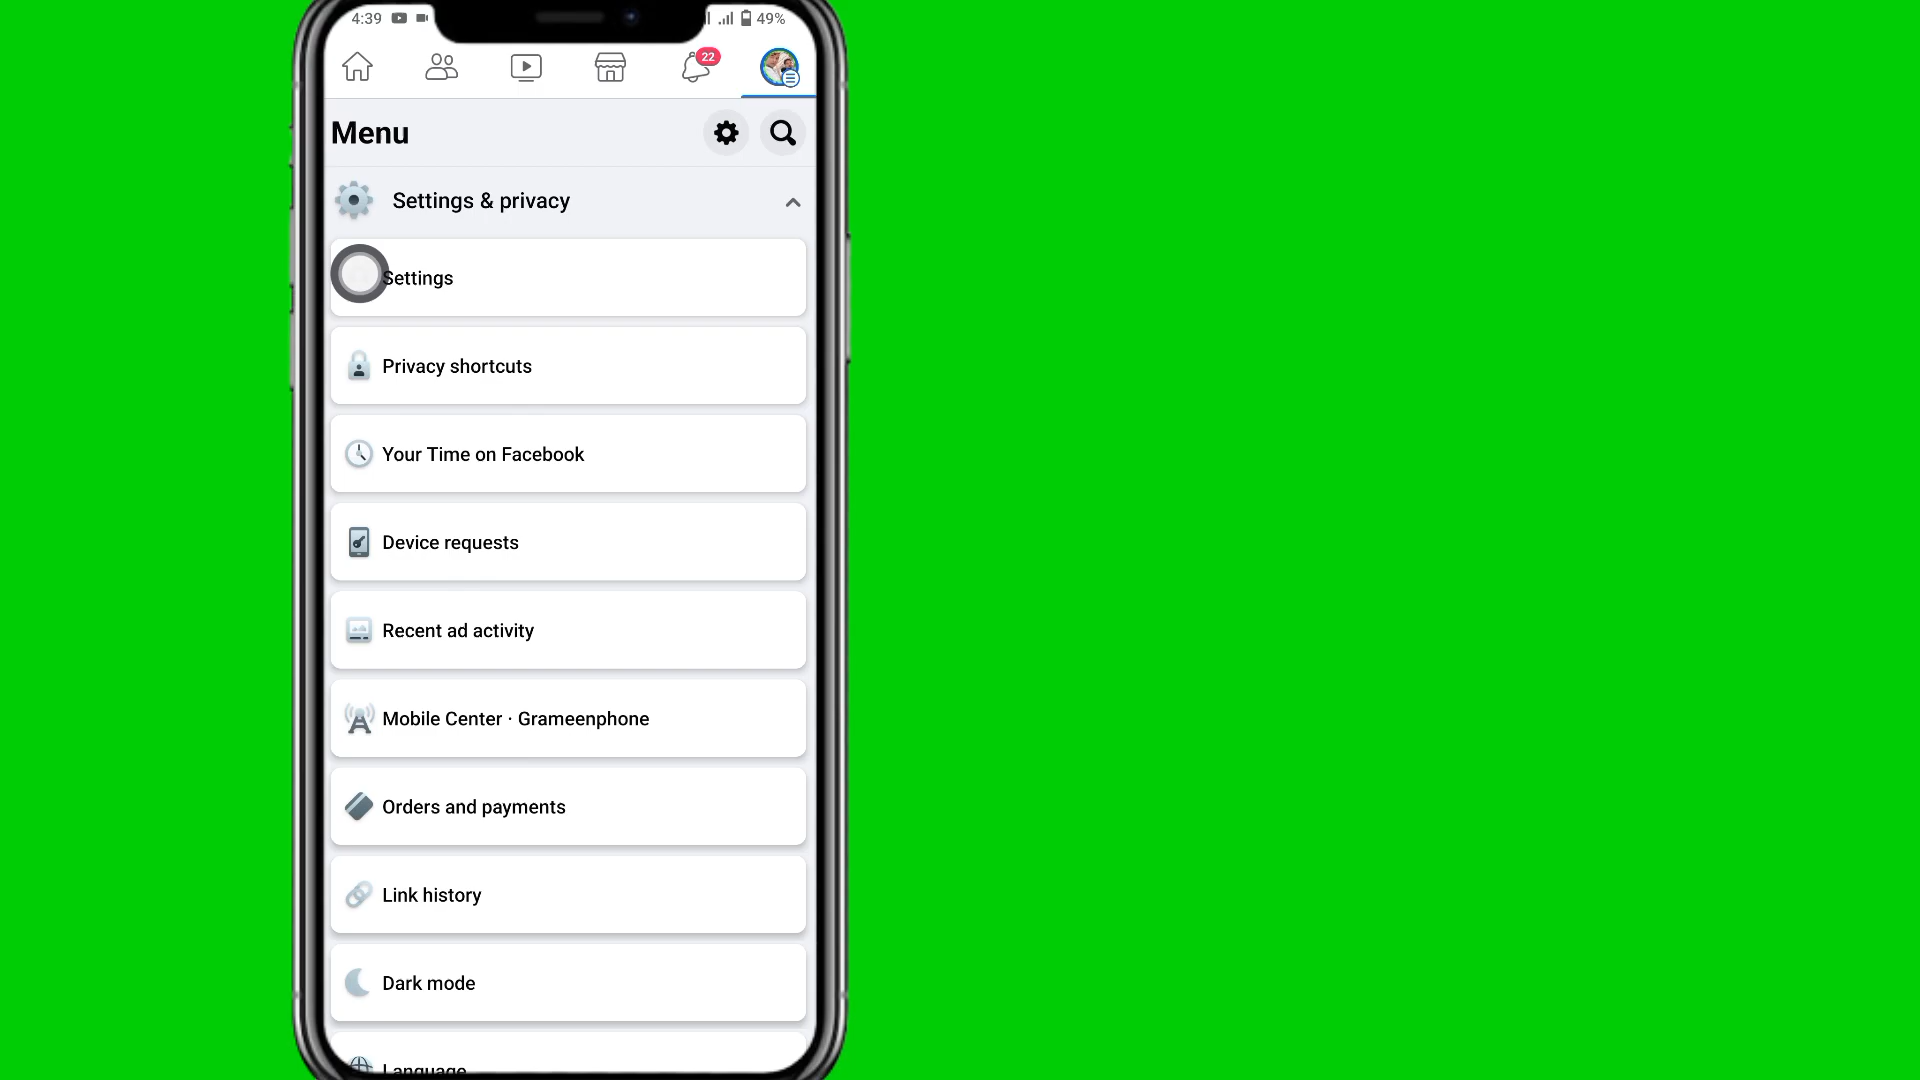 4:39
49%
22
Menu
Settings & privacy
Settings
Privacy shortcuts
Your Time on Facebook
Device requests
Recent ad activity
Mobile Center · Grameenphone
Orders and payments
Link history
Dark mode
Language